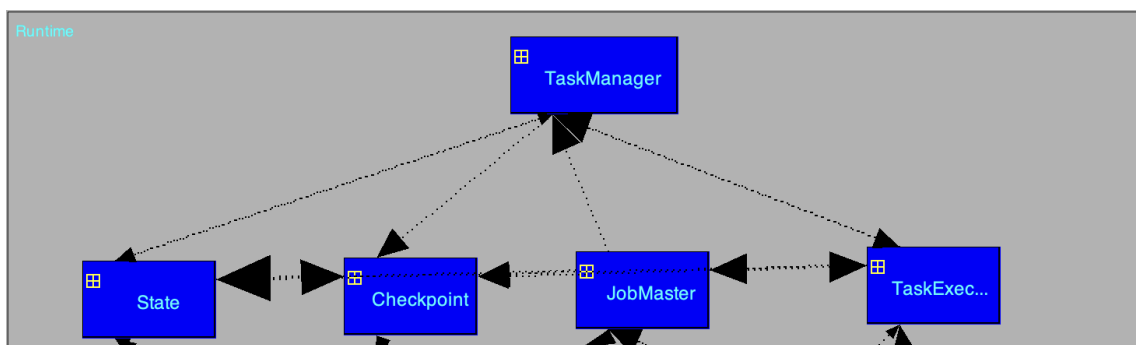 Runtime
TaskManager
State
Checkpoint
JobMaster
TaskExec...